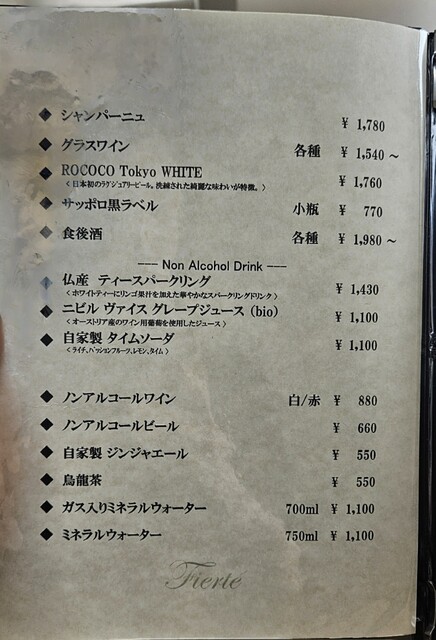 ◆ シャンパーニュ ¥ 1,780
◆ グラスワイン 各種 ¥ 1,540～
◆ ROCOCO Tokyo WHITE ¥ 1,760
〈日本初のラグジュアリービール。洗練された綺麗な味わいが特徴。〉
◆ サッポロ黒ラベル 小瓶 ¥ 770
◆ 食後酒 各種 ¥ 1,980～
--- Non Alcohol Drink ---
◆ 仏産 ティースパークリング ¥ 1,430
〈ホワイトティーにリンゴ果汁を加えた華やかなスパークリングドリンク〉
◆ ニビル ヴァイス グレープジュース (bio) ¥ 1,100
〈オーストリア産のワイン用葡萄を使用したジュース〉
◆ 自家製 タイムソーダ ¥ 1,100
〈ライチ、パッションフルーツ、レモン、タイム〉
◆ ノンアルコールワイン 白/赤 ¥ 880
◆ ノンアルコールビール ¥ 660
◆ 自家製 ジンジャエール ¥ 550
◆ 烏龍茶 ¥ 550
◆ ガス入りミネラルウォーター 700ml ¥ 1,100
◆ ミネラルウォーター 750ml ¥ 1,100
Fierté